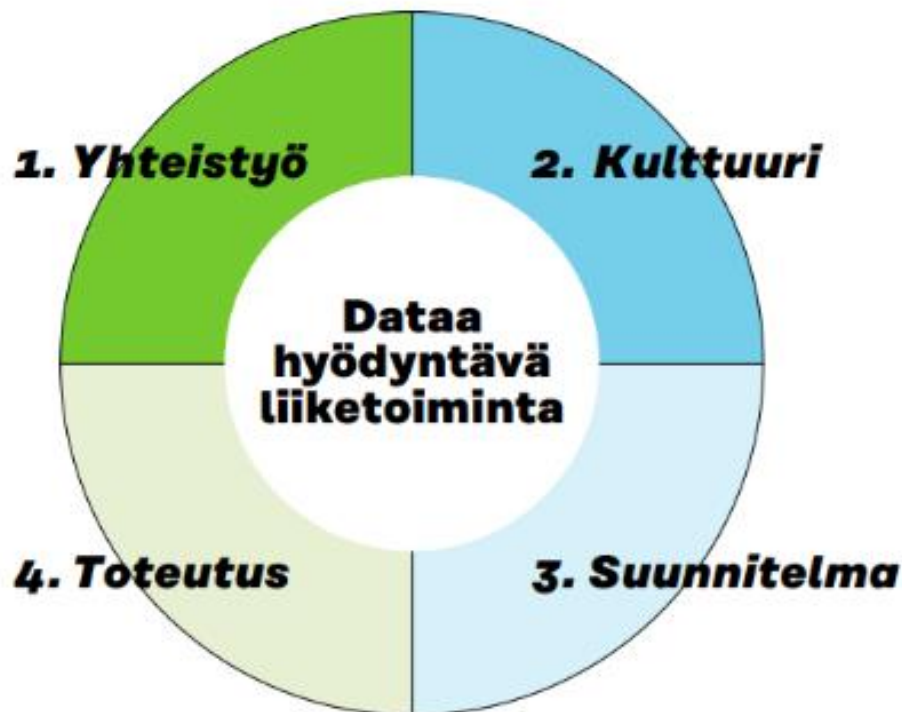 1. Yhteistyö
2. Kulttuuri
Dataa
hyödyntävä
liiketoiminta
4. Toteutus
3. Suunnitelma